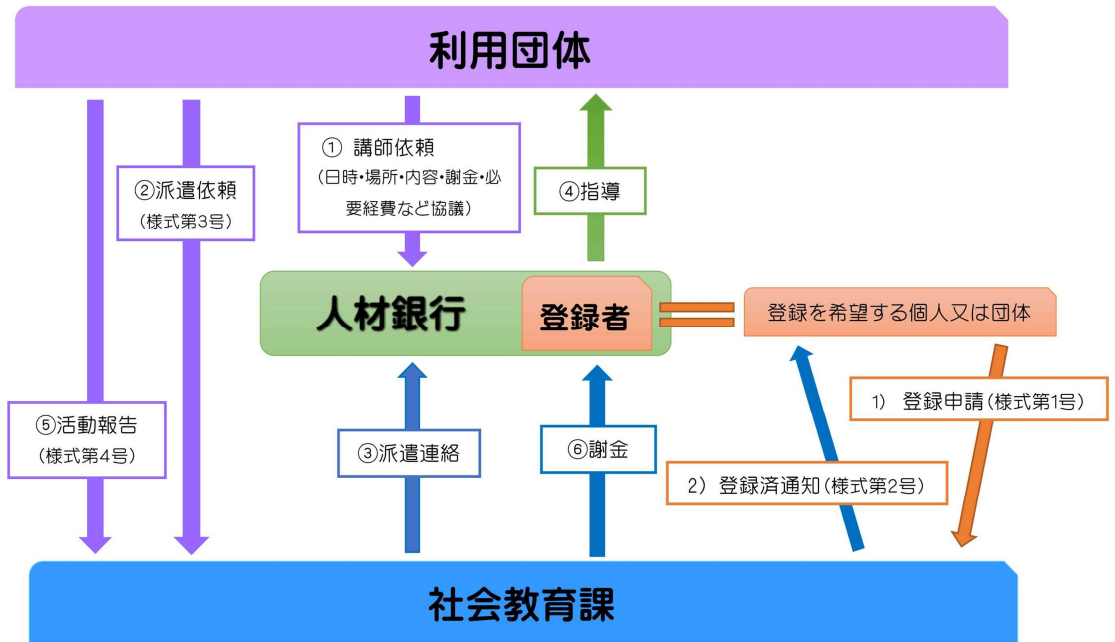 利用団体
① 講師依頼
(日時・場所・内容・謝金・必
要経費など協議)
②派遣依頼
(様式第3号)
④指導
人材銀行
登録者
登録を希望する個人又は団体
1) 登録申請(様式第1号)
⑤活動報告
(様式第4号)
③派遣連絡
⑥謝金
2) 登録済通知(様式第2号)
社会教育課